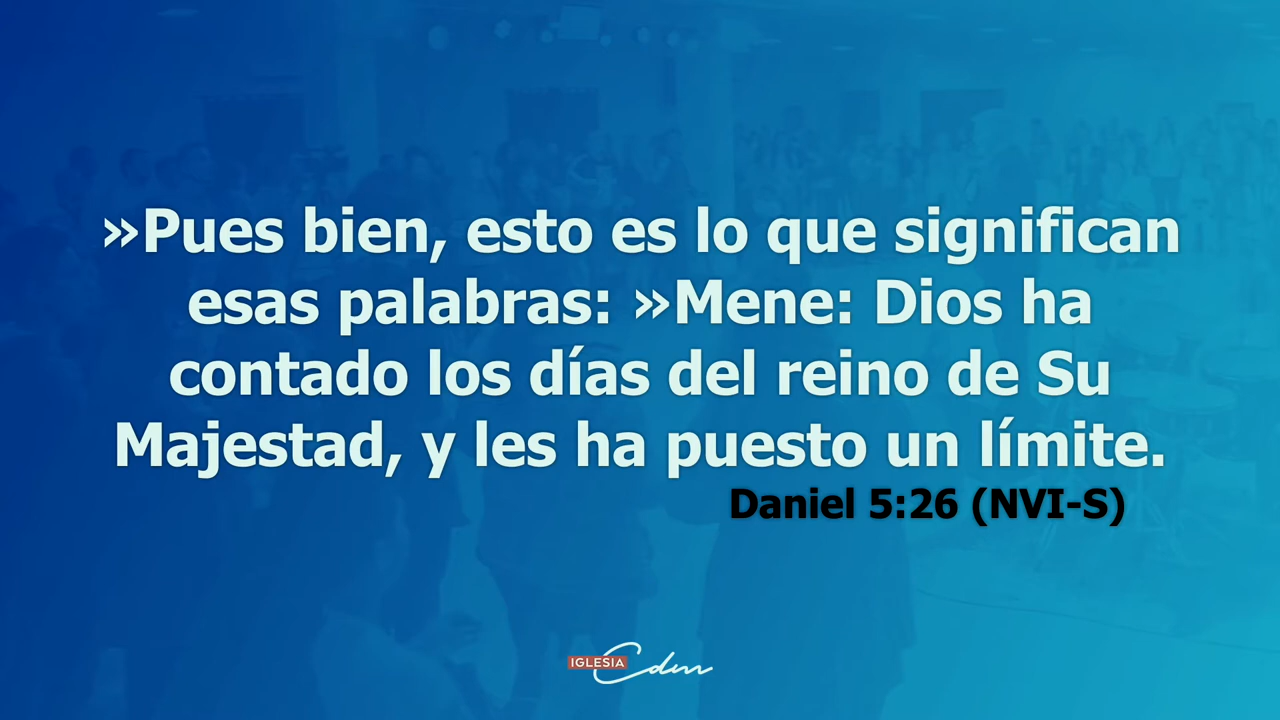 »Pues bien, esto es lo que significan
esas palabras: »Mene: Dios ha
contado los días del reino de Su
Majestad, y les ha puesto un límite.
Daniel 5:26 (NVI-S)
IGLESIA Cdm